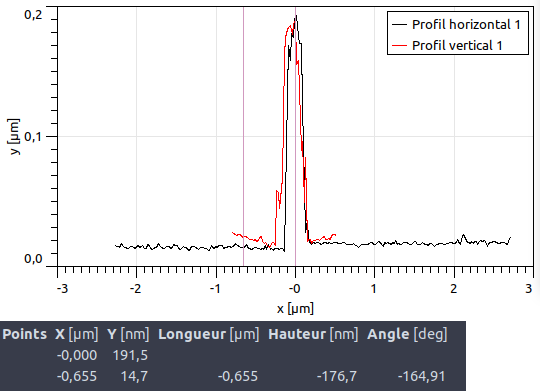 0,2
Profil horizontal 1
Profil vertical 1
y [µm]
0,1
0,0
-3 -2 -1 -0 1 2 3
x [µm]
Points X [µm] Y [nm] Longueur [µm] Hauteur [nm] Angle [deg]
-0,000 191,5
-0,655 14,7 -0,655 -176,7 -164,91